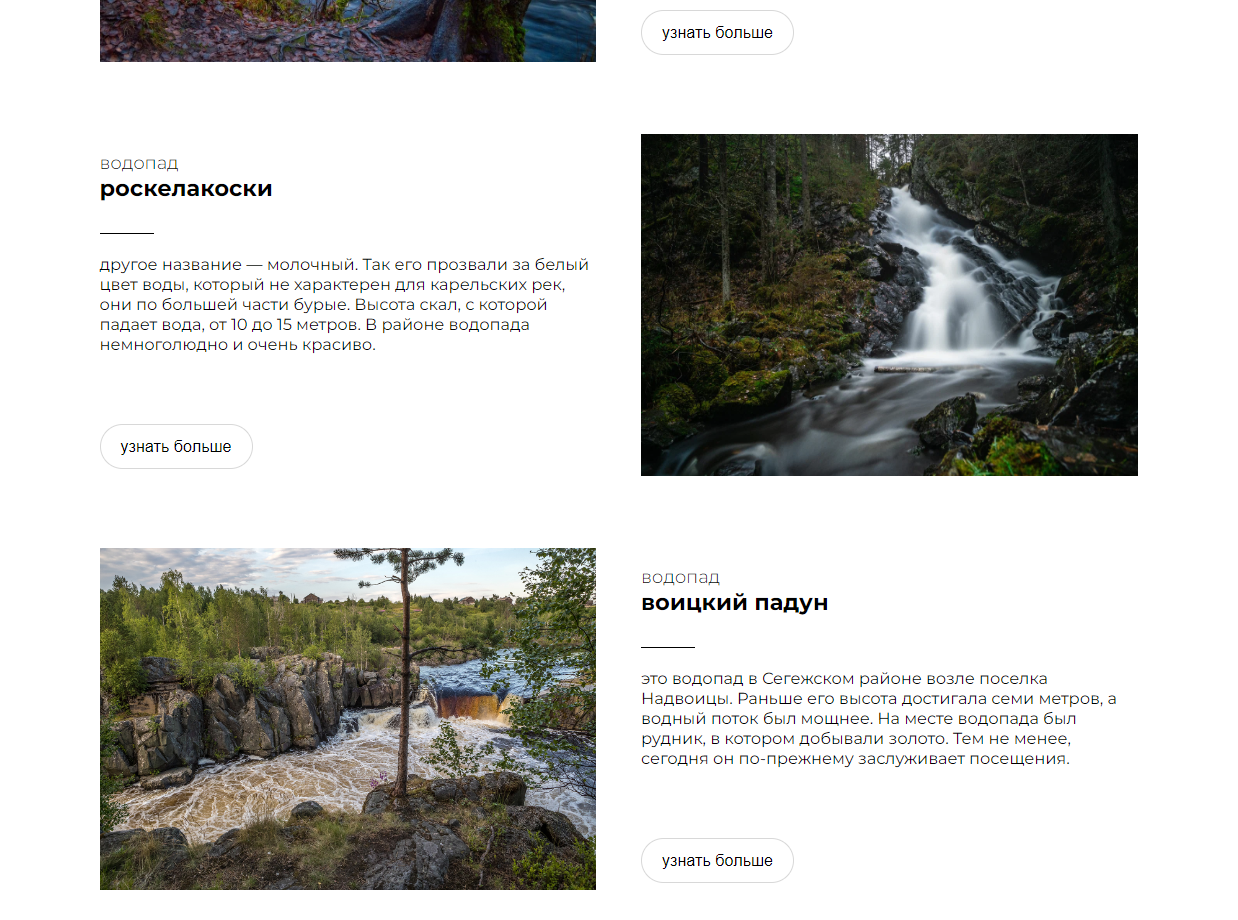 узнать больше
водопад
роскелакоски
другое название — молочный. Так его прозвали за белый
цвет воды, который не характерен для карельских рек,
они по большей части бурые. Высота скал, с которой
падает вода, от 10 до 15 метров. В районе водопада
немноголюдно и очень красиво.
узнать больше
водопад
воицкий падун
это водопад в Сегежском районе возле поселка
Надвоицы. Раньше его высота достигала семи метров, а
водный поток был мощнее. На месте водопада был
рудник, в котором добывали золото. Тем не менее,
сегодня он по-прежнему заслуживает посещения.
узнать больше